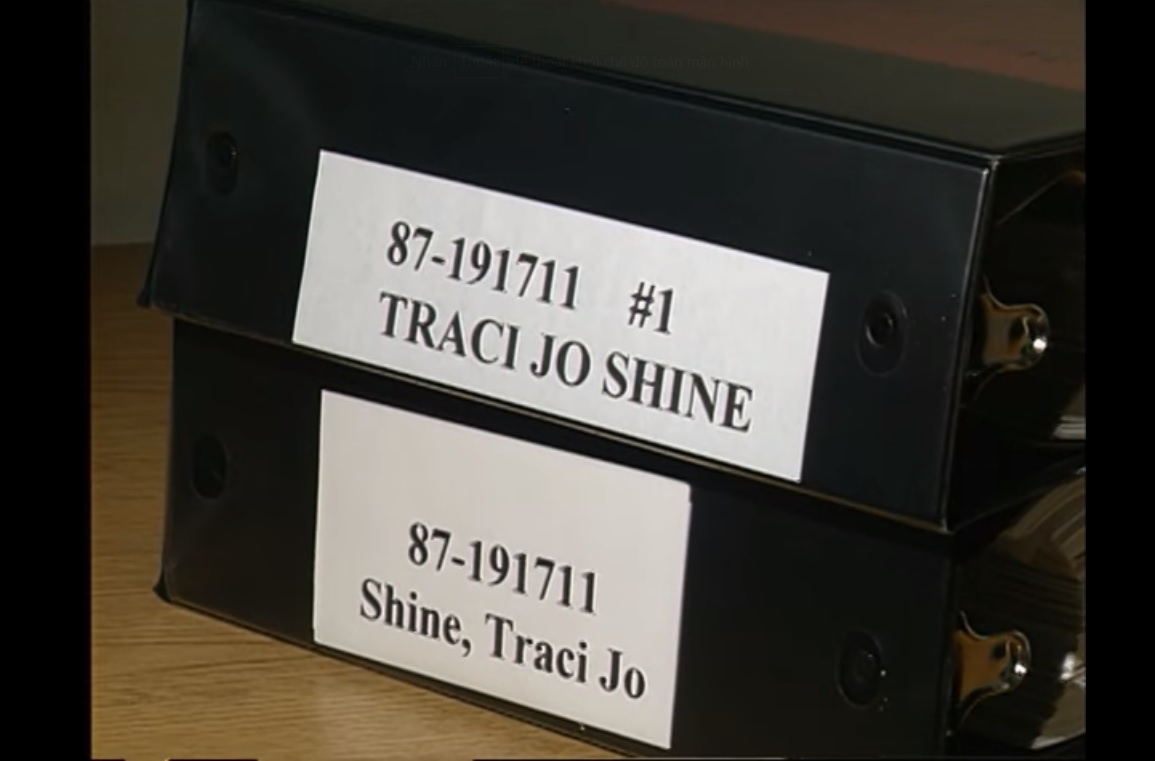 87-191711 #1
TRACI JO SHINE
87-191711
Shine, Traci Jo